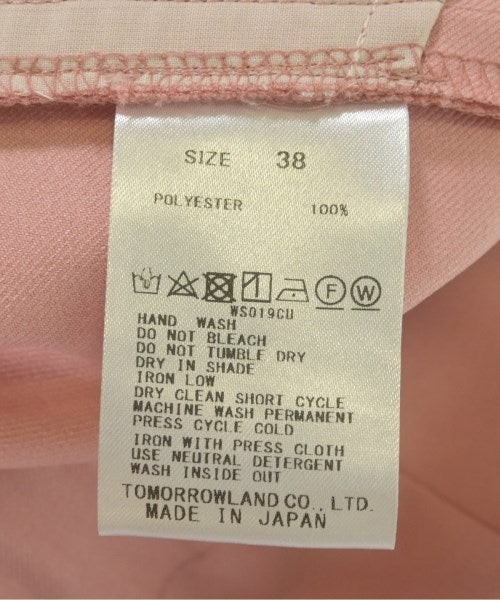 SIZE 38
POLYESTER 100%
F W
WS019CU
HAND WASH
DO NOT BLEACH
DO NOT TUMBLE DRY
DRY IN SHADE
IRON LOW
DRY CLEAN SHORT CYCLE
MACHINE WASH PERMANENT
PRESS CYCLE COLD
IRON WITH PRESS CLOTH
USE NEUTRAL DETERGENT
WASH INSIDE OUT
TOMORROWLAND CO., LTD.
MADE IN JAPAN